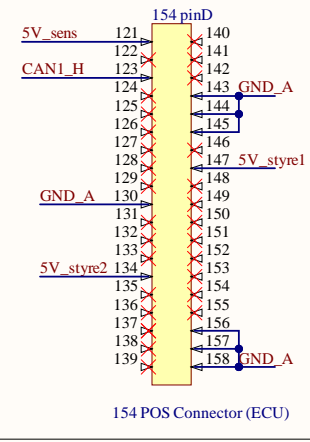 154 pinD
5V_sens 121 140
122 141
CAN1_H 123 142
124 143 GND_A
125 144
126 145
127 146
128 147 5V_styre1
129 148
GND_A 130 149
131 150
132 151
133 152
5V_styre2 134 153
135 154
136 155
137 156
138 157
139 158 GND_A
154 POS Connector (ECU)